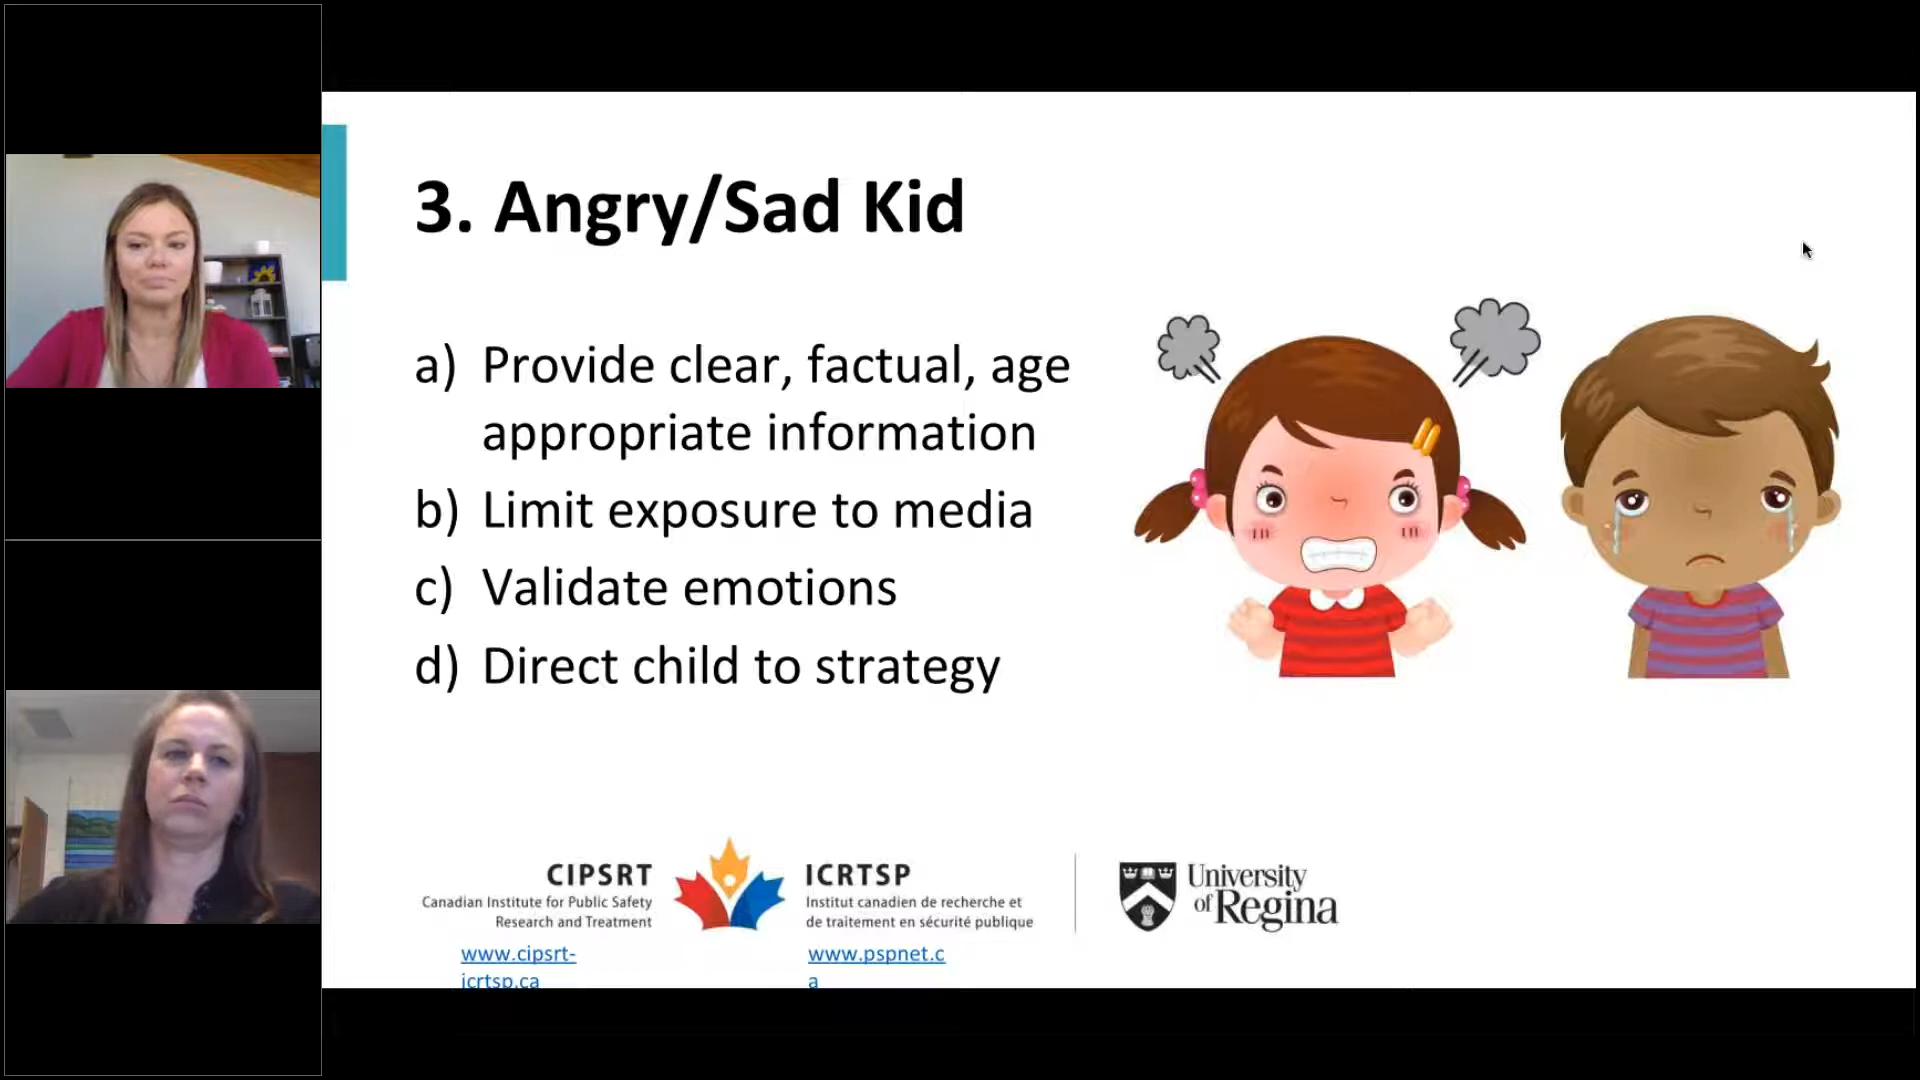 3. Angry/Sad Kid
a) Provide clear, factual, age
appropriate information
b) Limit exposure to media
c) Validate emotions
d) Direct child to strategy
CIPSRT
Canadian Institute for Public Safety
Research and Treatment
www.cipsrt-
icrtsp.ca
ICRTSP
Institut canadien de recherche et
de traitement en sécurité publique
www.pspnet.c
a
University
of Regina